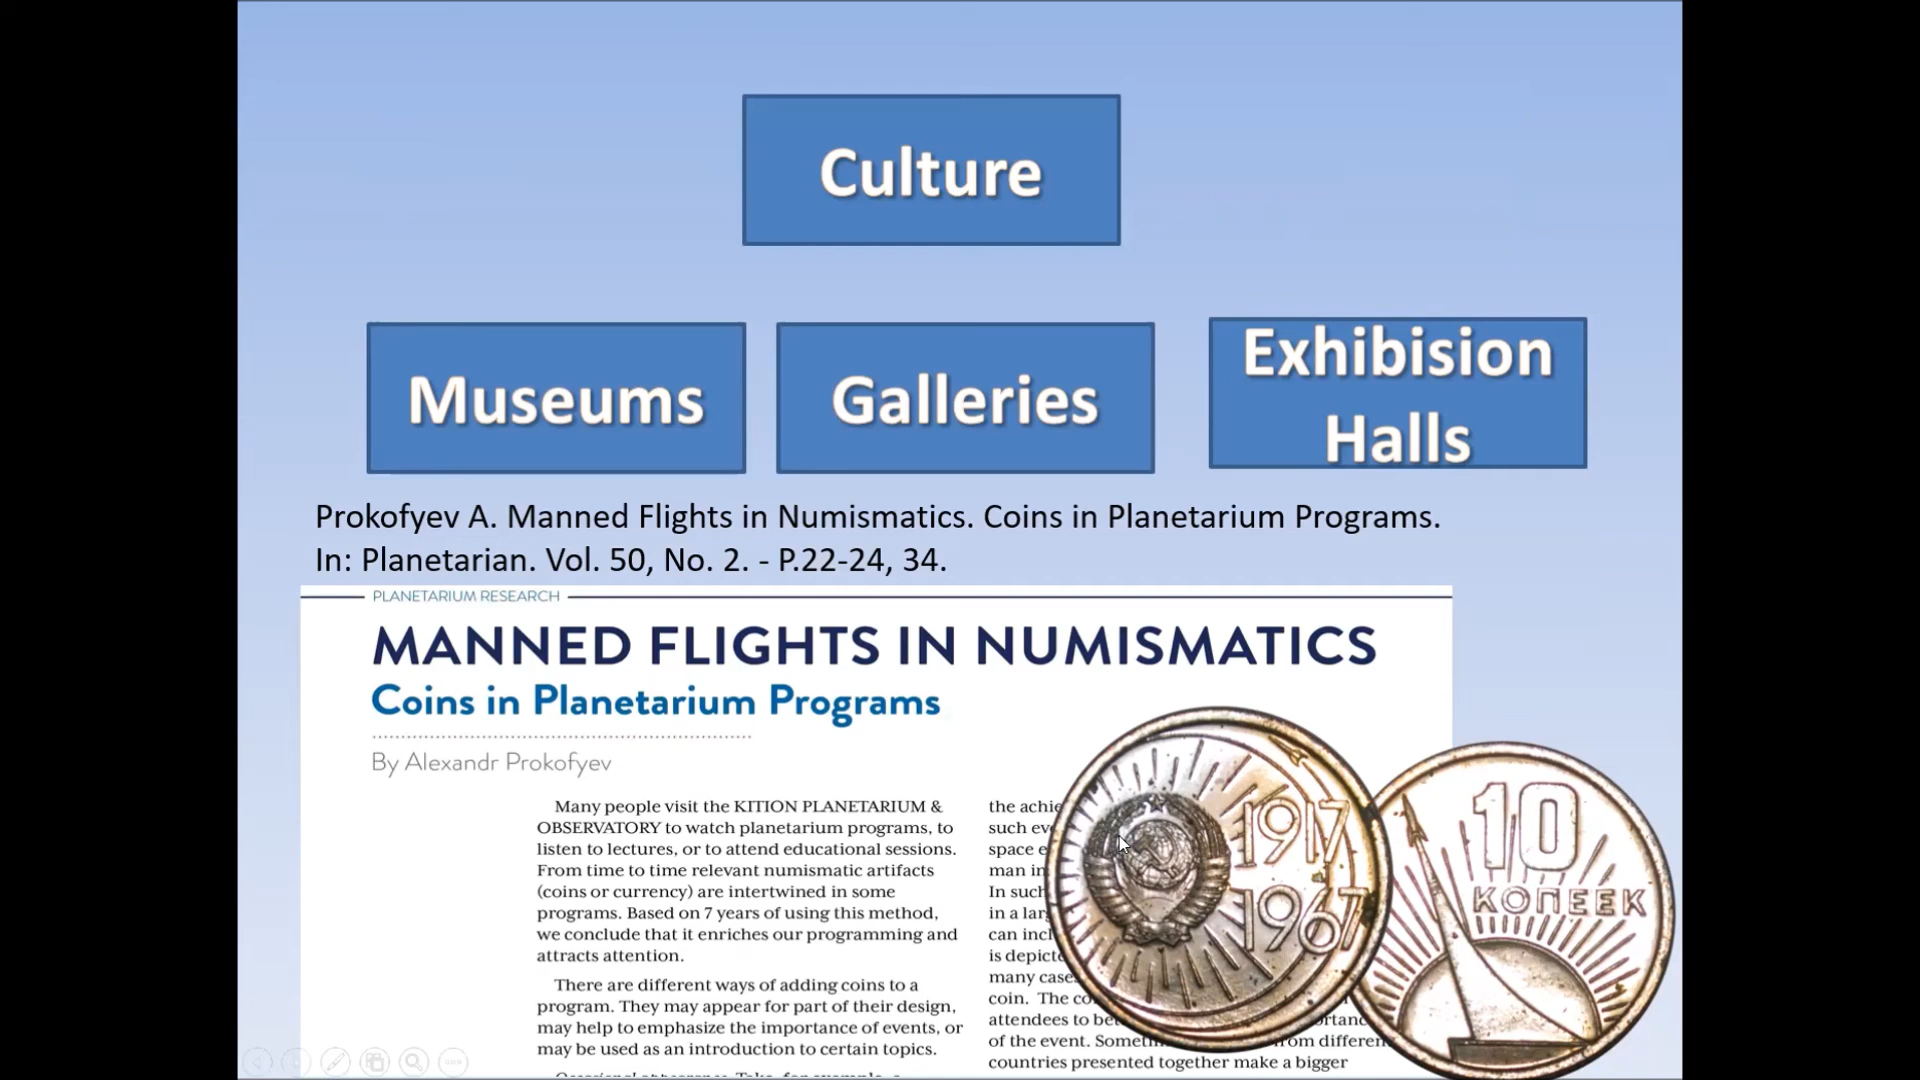 Culture
Museums
Galleries
Exhibision
Halls
Prokofyev A. Manned Flights in Numismatics. Coins in Planetarium Programs.
In: Planetarian. Vol. 50, No. 2. - P.22-24, 34.
PLANETARIUM RESEARCH
MANNED FLIGHTS IN NUMISMATICS
Coins in Planetarium Programs
By Alexandr Prokofyev
Many people visit the KITION PLANETARIUM &
OBSERVATORY to watch planetarium programs, to
listen to lectures, or to attend educational sessions.
From time to time relevant numismatic artifacts
(coins or currency) are intertwined in some
programs. Based on 7 years of using this method,
we conclude that it enriches our programming and
attracts attention.
There are different ways of adding coins to a
program. They may appear for part of their design,
may help to emphasize the importance of events, or
may be used as an introduction to certain topics.
the achie
such eve
space e
man in
In such
in a lar
can incl
is depicte
many case
coin. The co
attendees to bet
of the event. Somet from different
countries presented together make a bigger
1917
1967
10
КОПЕЕК